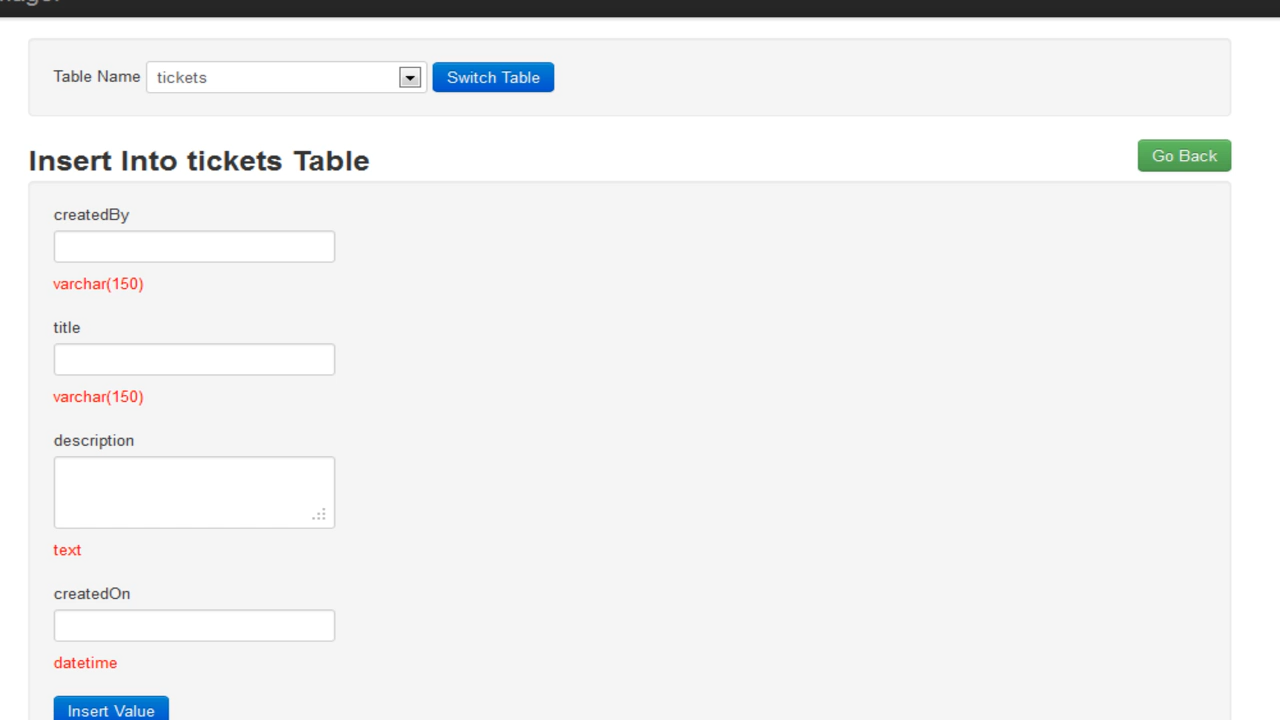 Table Name tickets Switch Table
Insert Into tickets Table Go Back
createdBy
varchar(150)
title
varchar(150)
description
text
createdOn
datetime
Insert Value